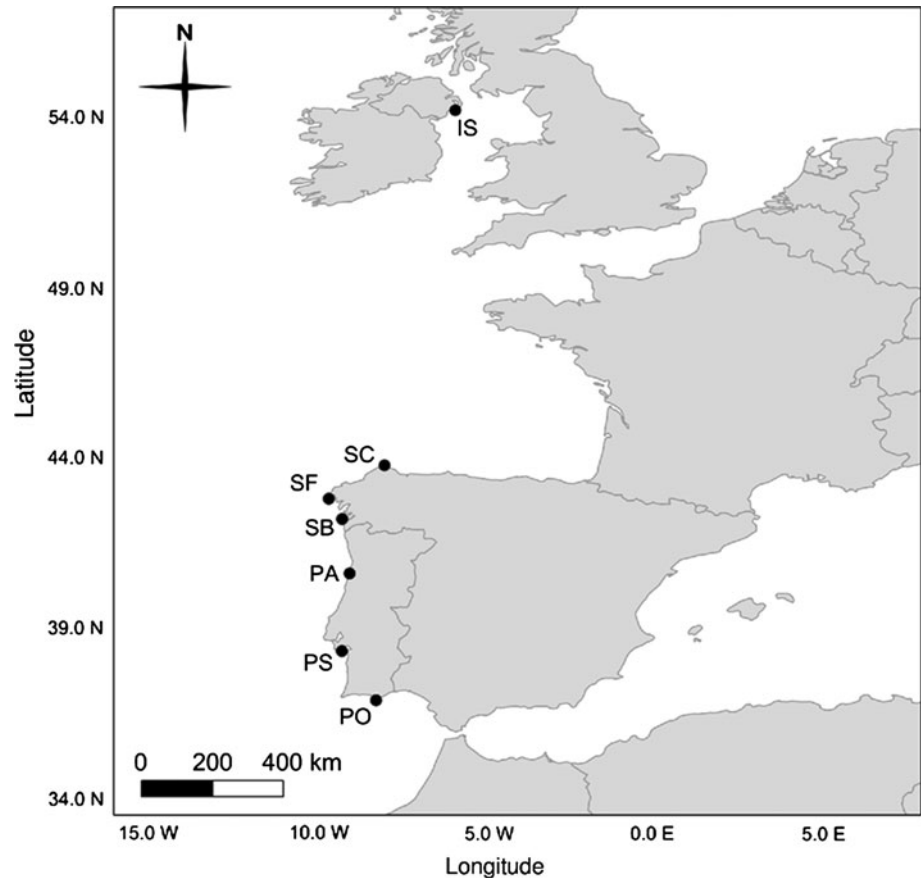 N
54.0 N
IS
49.0 N
Latitude
44.0 N
SC
SF
SB
PA
39.0 N
PS
PO
0 200 400 km
34.0 N
15.0 W 10.0 W 5.0 W 0.0 E 5.0 E
Longitude